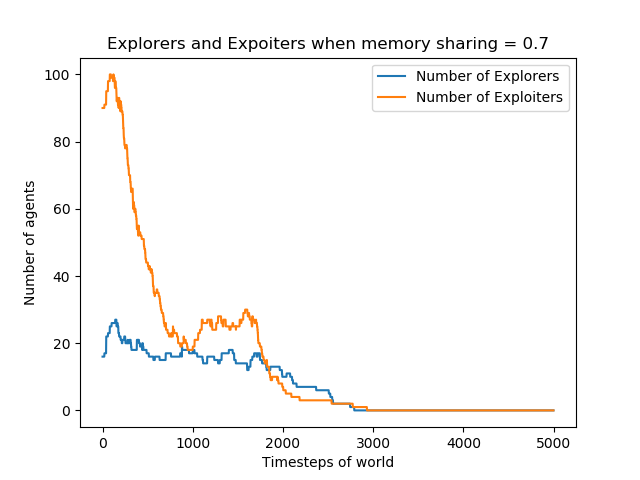 Explorers and Expoiters when memory sharing = 0.7
Number of Explorers
Number of Exploiters
Number of agents
100
80
60
40
20
0
0 1000 2000 3000 4000 5000
Timesteps of world